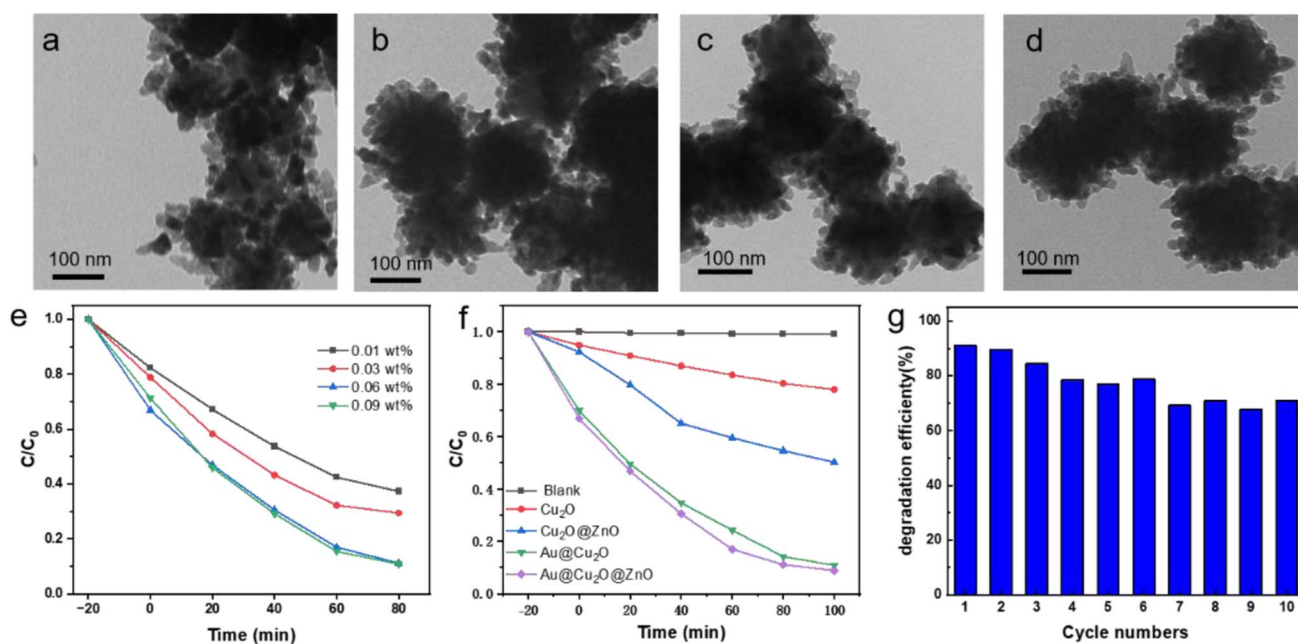 a
b
c
d
100 nm
100 nm
100 nm
100 nm
e
C/C₀
1.0
0.8
0.6
0.4
0.2
0.0
0.01 wt%
0.03 wt%
0.06 wt%
0.09 wt%
-20
0
20
40
60
80
Time (min)
f
C/C₀
1.0
0.8
0.6
0.4
0.2
0.0
Blank
Cu₂O
Cu₂O@ZnO
Au@Cu₂O
Au@Cu₂O@ZnO
-20
0
20
40
60
80
100
Time (min)
g
degradation efficienty(%)
100
80
60
40
20
0
1
2
3
4
5
6
7
8
9
10
Cycle numbers